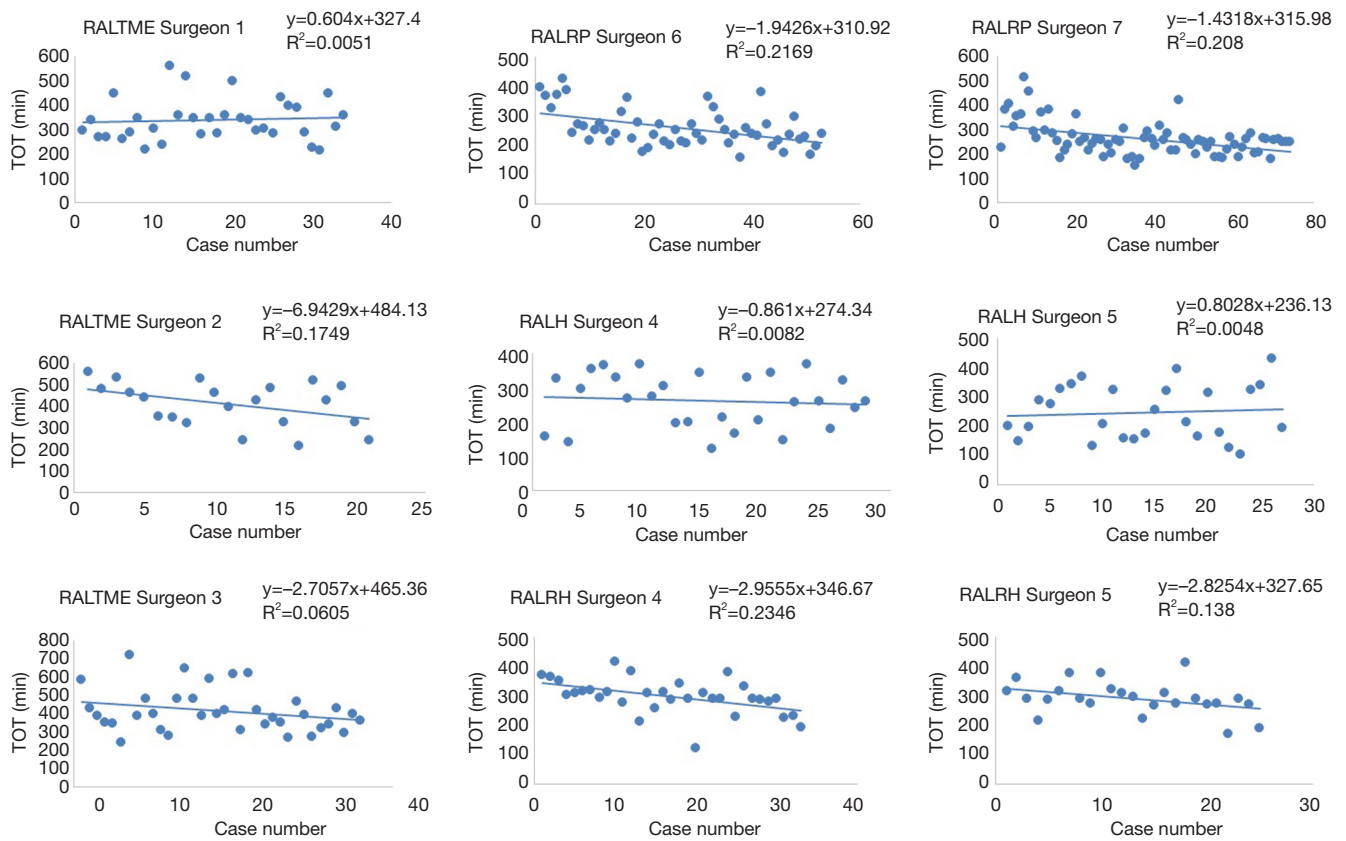 RALTME Surgeon 1
y=0.604x+327.4
R²=0.0051
TOT (min)
600
500
400
300
200
100
0
0 10 20 30 40
Case number
RALRP Surgeon 6
y=–1.9426x+310.92
R²=0.2169
TOT (min)
500
400
300
200
100
0
0 20 40 60
Case number
RALRP Surgeon 7
y=–1.4318x+315.98
R²=0.208
TOT (min)
600
500
400
300
200
100
0
0 20 40 60 80
Case number
RALTME Surgeon 2
y=–6.9429x+484.13
R²=0.1749
TOT (min)
600
500
400
300
200
100
0
0 5 10 15 20 25
Case number
RALH Surgeon 4
y=–0.861x+274.34
R²=0.0082
TOT (min)
400
300
200
100
0
0 5 10 15 20 25 30
Case number
RALH Surgeon 5
y=0.8028x+236.13
R²=0.0048
TOT (min)
500
400
300
200
100
0
0 5 10 15 20 25 30
Case number
RALTME Surgeon 3
y=–2.7057x+465.36
R²=0.0605
TOT (min)
800
700
600
500
400
300
200
100
0
0 10 20 30 40
Case number
RALRH Surgeon 4
y=–2.9555x+346.67
R²=0.2346
TOT (min)
500
400
300
200
100
0
0 10 20 30 40
Case number
RALRH Surgeon 5
y=–2.8254x+327.65
R²=0.138
TOT (min)
500
400
300
200
100
0
0 10 20 30
Case number